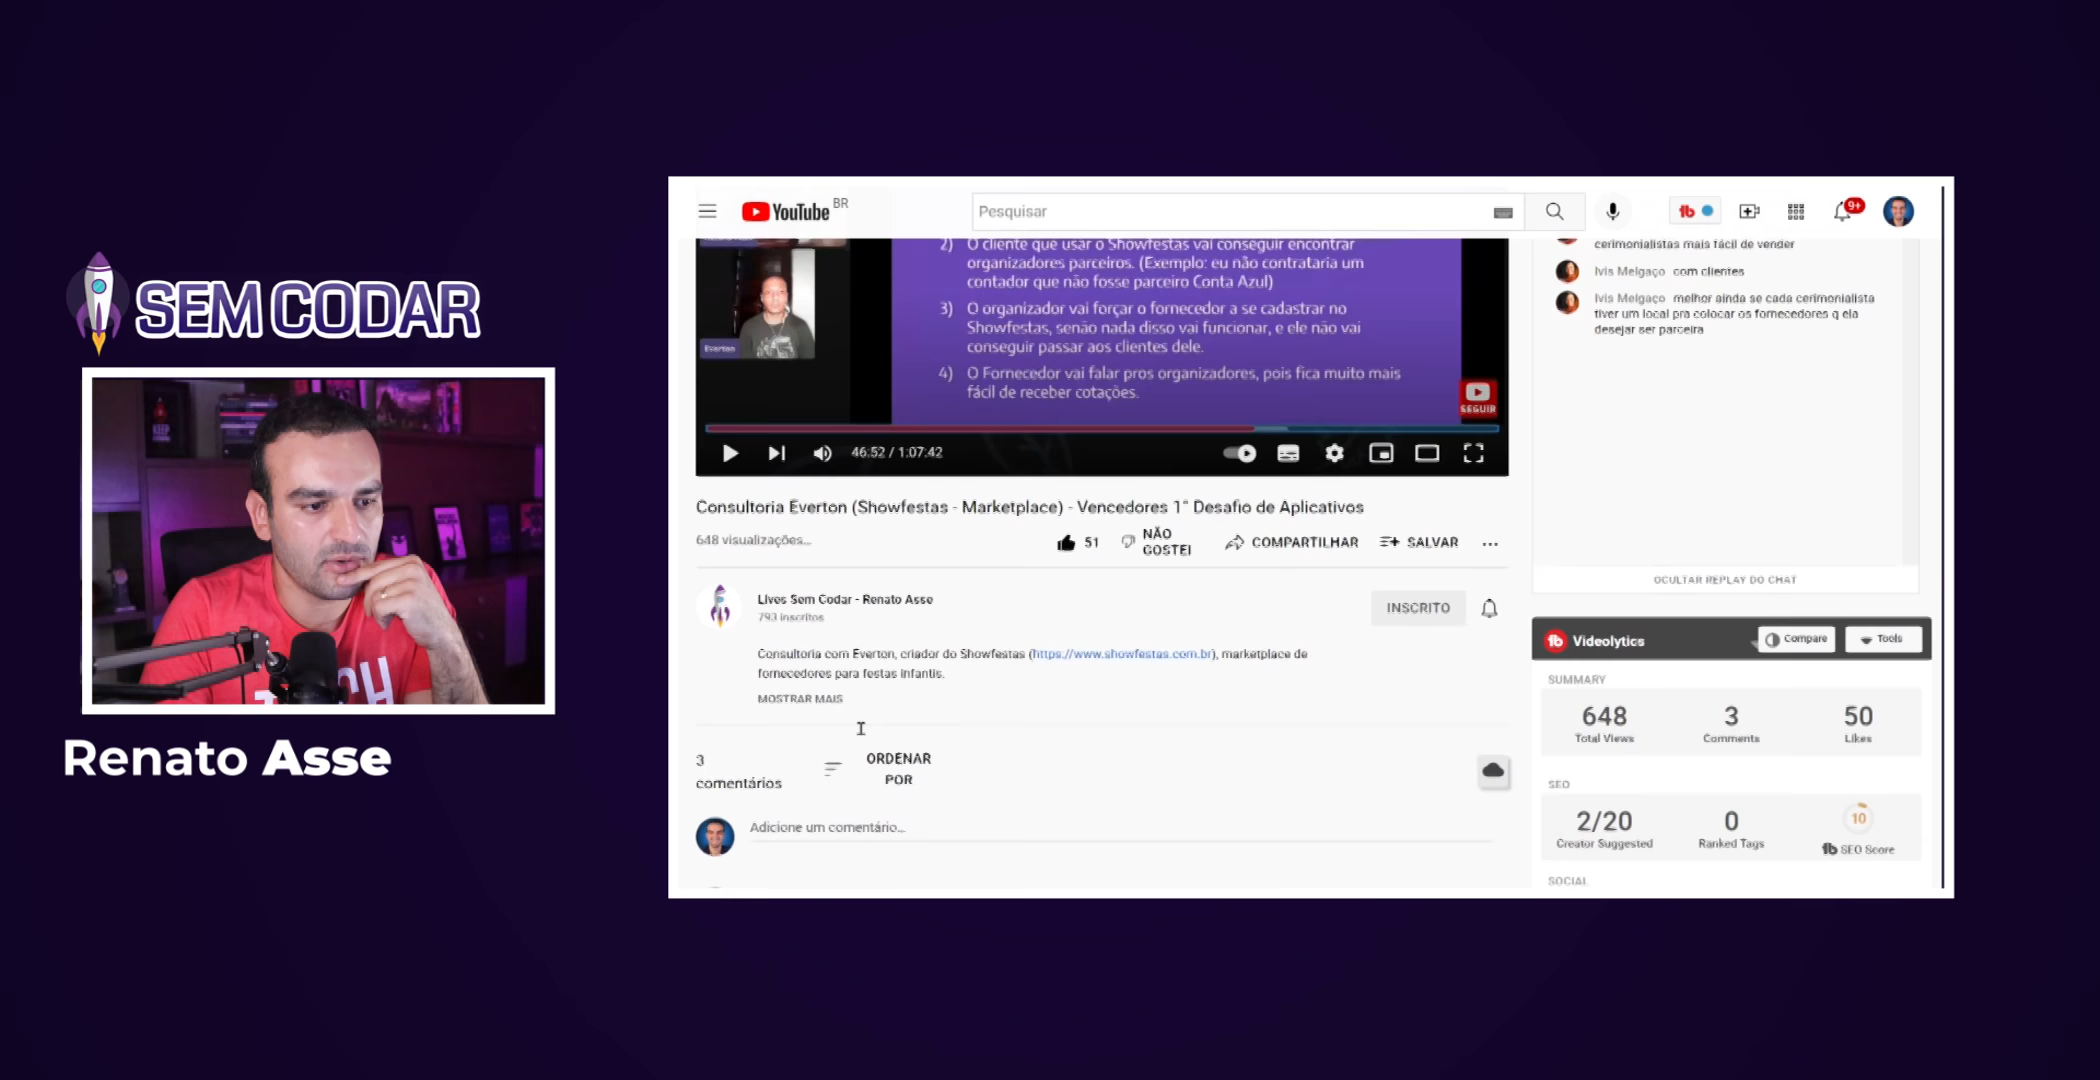 SEM CODAR
Renato Asse
YouTube BR
Pesquisar
9+
2) O cliente que usar o Showfestas vai conseguir encontrar
organizadores parceiros. (Exemplo: eu não contrataria um
contador que não fosse parceiro Conta Azul)
3) O organizador vai forçar o fornecedor a se cadastrar no
Showfestas, senão nada disso vai funcionar, e ele não vai
conseguir passar aos clientes dele.
4) O Fornecedor vai falar pros organizadores, pois fica muito mais
fácil de receber cotações.
Everton
SEGUIR
46:52 / 1:07:42
Consultoria Everton (Showfestas - Marketplace) - Vencedores 1° Desafio de Aplicativos
648 visualizações...
51
NÃO
GOSTEI
COMPARTILHAR
SALVAR
Lives Sem Codar - Renato Asse
793 inscritos
INSCRITO
Consultoria com Everton, criador do Showfestas (https://www.showfestas.com.br), marketplace de
fornecedores para festas infantis.
MOSTRAR MAIS
3
comentários
ORDENAR
POR
Adicione um comentário...
cerimonialistas mais fácil de vender
Ivis Melgaço com clientes
Ivis Melgaço melhor ainda se cada cerimonialista
tiver um local pra colocar os fornecedores q ela
desejar ser parceira
OCULTAR REPLAY DO CHAT
Videolytics
Compare
Tools
SUMMARY
648
Total Views
3
Comments
50
Likes
SEO
2/20
Creator Suggested
0
Ranked Tags
10
SEO Score
SOCIAL